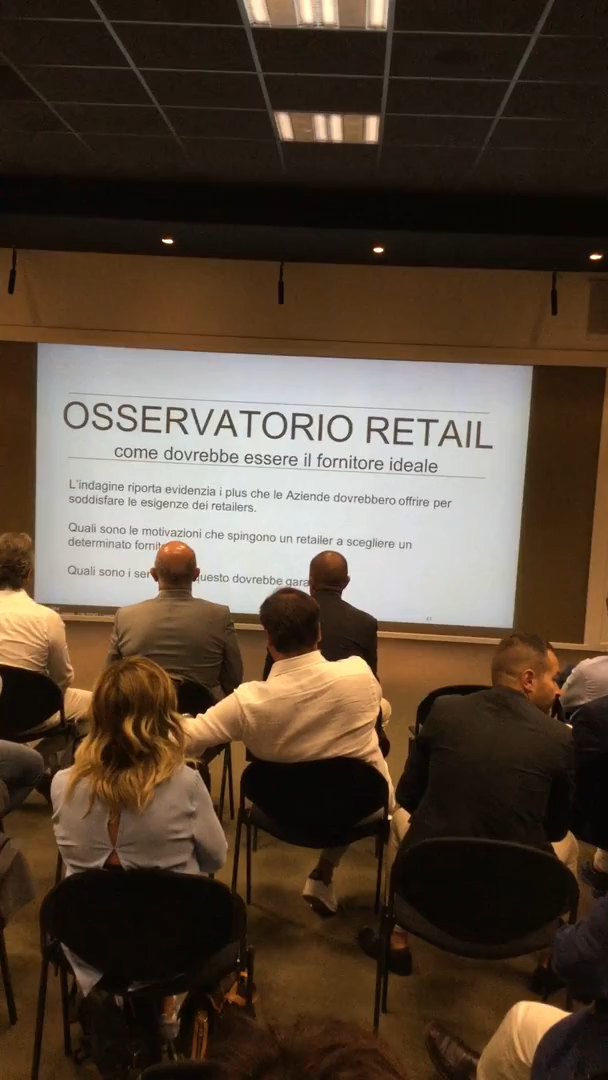 OSSERVATORIO RETAIL
come dovrebbe essere il fornitore ideale
L'indagine riporta evidenzia i plus che le Aziende dovrebbero offrire per
soddisfare le esigenze dei retailers.
Quali sono le motivazioni che spingono un retailer a scegliere un
determinato
Quali sono i questo dovrebbe